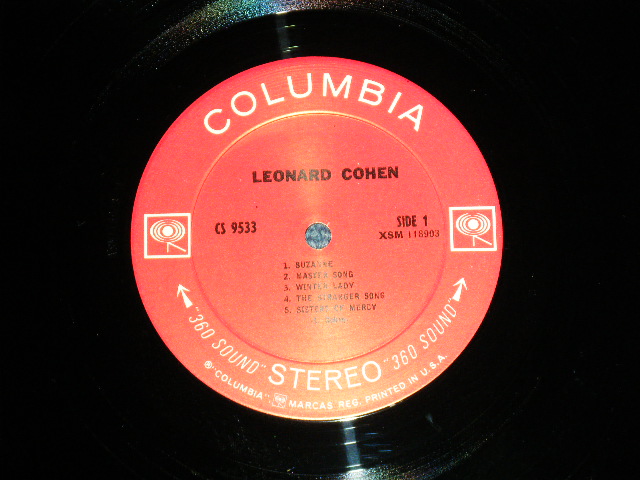 COLUMBIA
LEONARD COHEN
CS 9533
SIDE 1
XSM 118903
1. SUZANNE
2. MASTER SONG
3. WINTER LADY
4. THE STRANGER SONG
5. SISTERS OF MERCY
"360 SOUND" STEREO "360 SOUND"
® "COLUMBIA", MARCAS REG. PRINTED IN U.S.A.